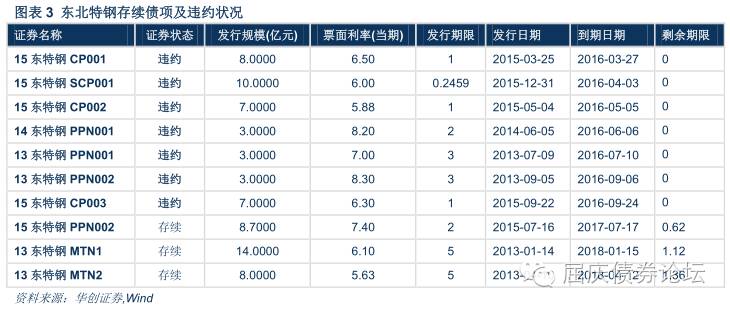 图表 3 东北特钢存续债项及违约状况
证券名称 证券状态 发行规模(亿元) 票面利率(当期) 发行期限 发行日期 到期日期 剩余期限
15 东特钢 CP001 违约 8.0000 6.50 1 2015-03-25 2016-03-27 0
15 东特钢 SCP001 违约 10.0000 6.00 0.2459 2015-12-31 2016-04-03 0
15 东特钢 CP002 违约 7.0000 5.88 1 2015-05-04 2016-05-05 0
14 东特钢 PPN001 违约 3.0000 8.20 2 2014-06-05 2016-06-06 0
13 东特钢 PPN001 违约 3.0000 7.00 3 2013-07-09 2016-07-10 0
13 东特钢 PPN002 违约 3.0000 8.30 3 2013-09-05 2016-09-06 0
15 东特钢 CP003 违约 7.0000 6.30 1 2015-09-22 2016-09-24 0
15 东特钢 PPN002 存续 8.7000 7.40 2 2015-07-16 2017-07-17 0.62
13 东特钢 MTN1 存续 14.0000 6.10 5 2013-01-14 2018-01-15 1.12
13 东特钢 MTN2 存续 8.0000 5.63 5 2018-04-12 1.36
屈庆债券论坛
资料来源：华创证券,Wind